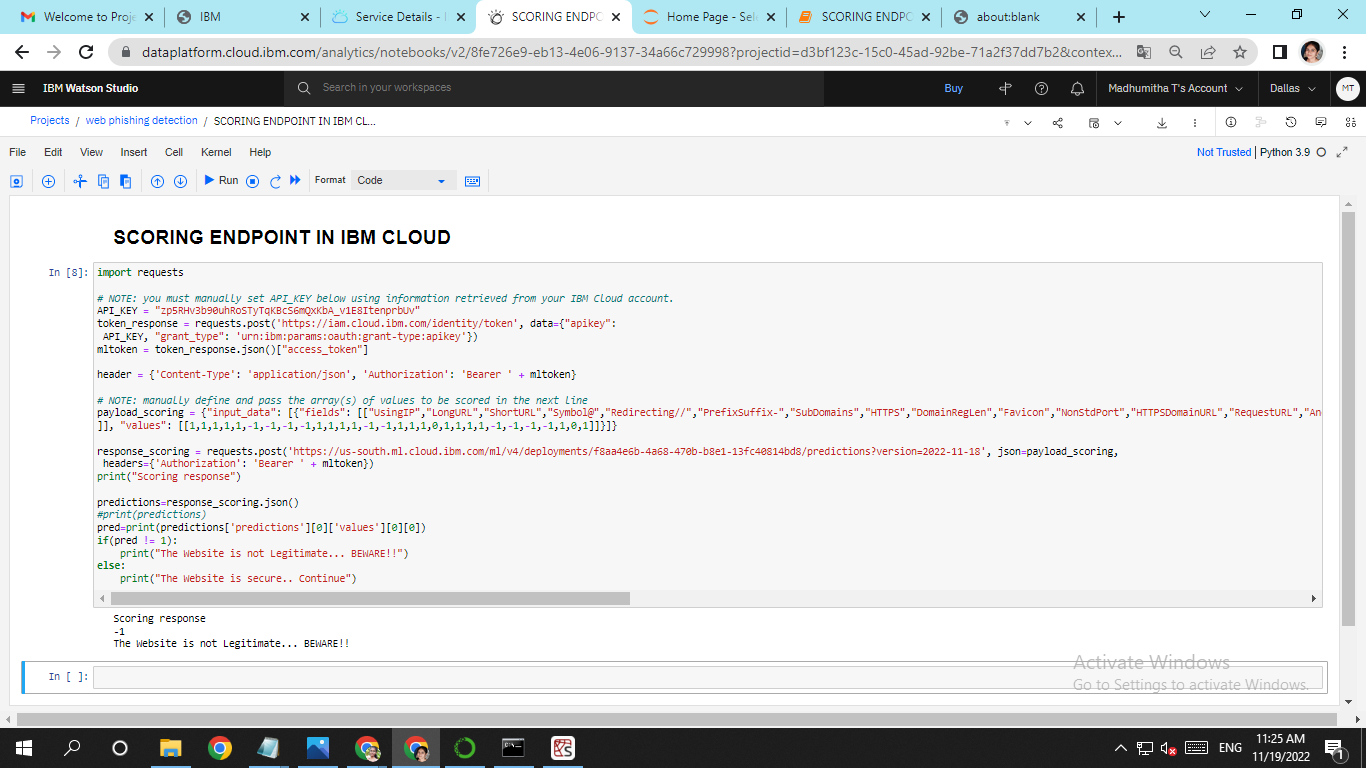 Welcome to Proje
IBM
Service Details -
SCORING ENDPO
Home Page - Sel
SCORING ENDPO
about:blank
dataplatform.cloud.ibm.com/analytics/notebooks/v2/8fe726e9-eb13-4e06-9137-34a66c729998?projectid=d3bf123c-15c0-45ad-92be-71a2f37dd7b2&contex...
IBM Watson Studio
Search in your workspaces
Buy
Madhumitha T's Account
Dallas
MT
Projects / web phishing detection / SCORING ENDPOINT IN IBM CL...
File Edit View Insert Cell Kernel Help
Not Trusted | Python 3.9
Run
Format
Code
SCORING ENDPOINT IN IBM CLOUD
In [8]:
import requests
# NOTE: you must manually set API_KEY below using information retrieved from your IBM Cloud account.
API_KEY = "zp5RHv3b90uhRoSTyTqKBcS6mQxKbA_v1E8ItenprbUv"
token_response = requests.post('https://iam.cloud.ibm.com/identity/token', data={"apikey":
API_KEY, "grant_type": 'urn:ibm:params:oauth:grant-type:apikey'})
mltoken = token_response.json()["access_token"]
header = {'Content-Type': 'application/json', 'Authorization': 'Bearer ' + mltoken}
# NOTE: manually define and pass the array(s) of values to be scored in the next line
payload_scoring = {"input_data": [{"fields": [["UsingIP","LongURL","ShortURL","Symbol@","Redirecting//","PrefixSuffix-","SubDomains","HTTPS","DomainRegLen","Favicon","NonStdPort","HTTPSDomainURL","RequestURL","An
]], "values": [[1,1,1,1,1,-1,-1,-1,-1,1,1,1,1,-1,-1,1,1,1,0,1,1,1,1,-1,-1,-1,-1,1,0,1]]}]}
response_scoring = requests.post('https://us-south.ml.cloud.ibm.com/ml/v4/deployments/f8aa4e6b-4a68-470b-b8e1-13fc40814bd8/predictions?version=2022-11-18', json=payload_scoring,
headers={'Authorization': 'Bearer ' + mltoken})
print("Scoring response")
predictions=response_scoring.json()
#print(predictions)
pred=print(predictions['predictions'][0]['values'][0][0])
if(pred != 1):
print("The Website is not Legitimate... BEWARE!!")
else:
print("The Website is secure.. Continue")
Scoring response
-1
The Website is not Legitimate... BEWARE!!
In [ ]:
Activate Windows
Go to Settings to activate Windows.
ENG
11:25 AM
11/19/2022
1